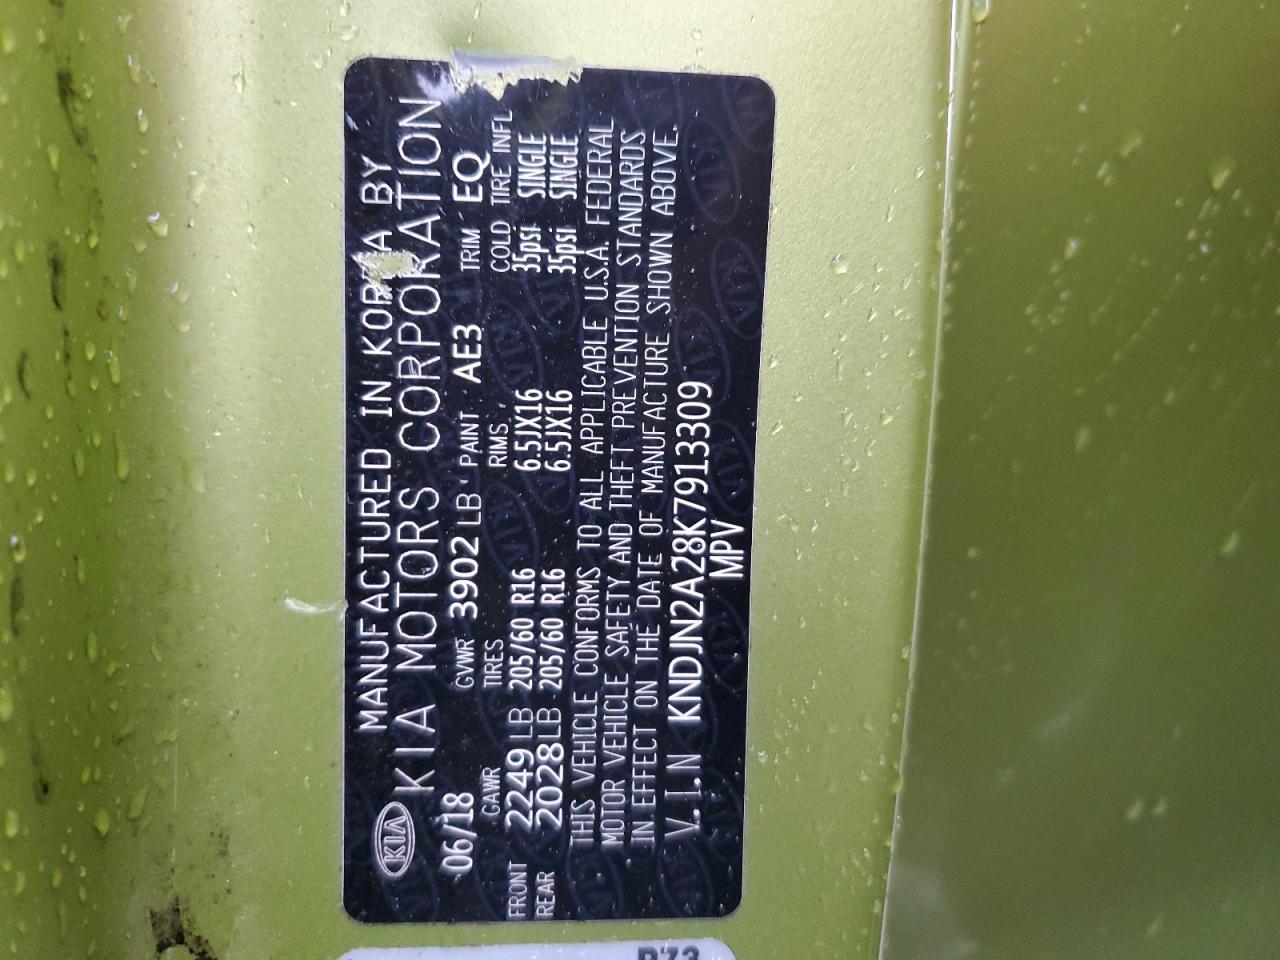 MANUFACTURED IN KOREA BY
KIA KIA MOTORS CORPORATION
06/18 GVWR 3902 LB PAINT AE3 TRIM EQ
GAWR TIRES RIMS COLD TIRE INFL
FRONT 2249 LB 205/60 R16 6.5JX16 35psi SINGLE
REAR 2028 LB 205/60 R16 6.5JX16 35psi SINGLE
THIS VEHICLE CONFORMS TO ALL APPLICABLE U.S.A. FEDERAL
MOTOR VEHICLE SAFETY AND THEFT PREVENTION STANDARDS
IN EFFECT ON THE DATE OF MANUFACTURE SHOWN ABOVE.
V.I.N KNDJN2A28K7913309
MPV